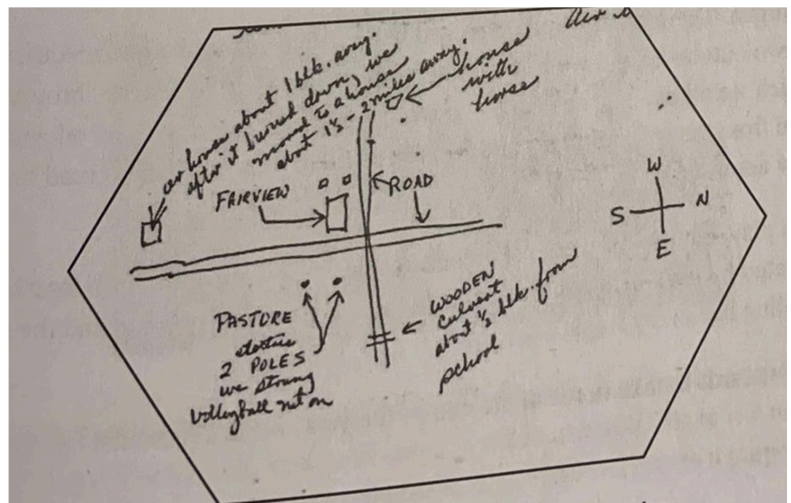 our house about 1 blk. away.
after it burned down, we
moved to a house
about 1½ - 2 miles away.
house
with
horse
FAIRVIEW
ROAD
W
S N
E
PASTURE
2 POLES
we strung
Volleyball net on
WOODEN
culvert
about ½ blk. from
school